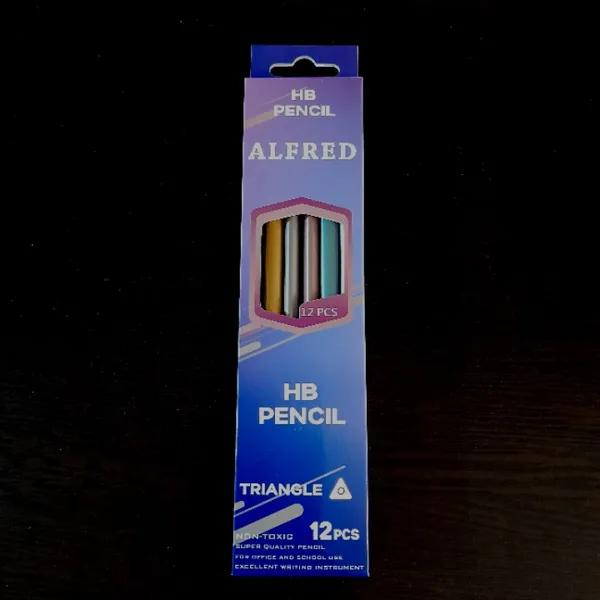 HB
PENCIL
ALFRED
12 PCS
HB
PENCIL
TRIANGLE
NON-TOXIC
12PCS
SUPER QUALITY PENCIL
FOR OFFICE AND SCHOOL USE
EXCELLENT WRITING INSTRUMENT